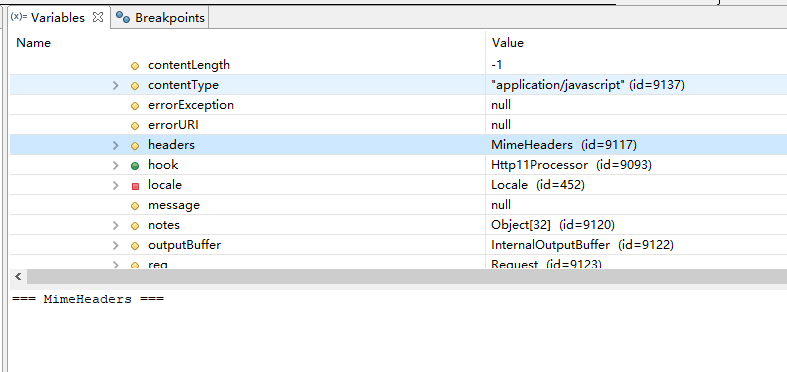 (x)= Variables Breakpoints
Name Value
contentLength -1
contentType "application/javascript" (id=9137)
errorException null
errorURI null
headers MimeHeaders (id=9117)
hook Http11Processor (id=9093)
locale Locale (id=452)
message null
notes Object[32] (id=9120)
outputBuffer InternalOutputBuffer (id=9122)
req Request (id=9123)
=== MimeHeaders ===